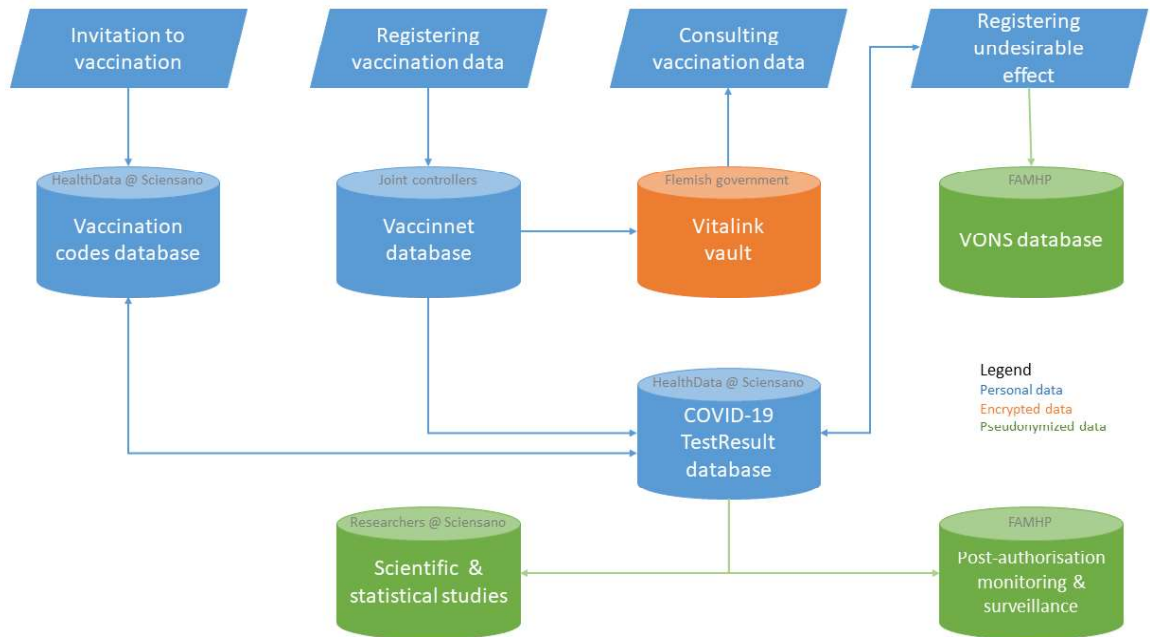 Invitation to
vaccination
Registering
vaccination data
Consulting
vaccination data
Registering
undesirable
effect
HealthData @ Sciensano
Vaccination
codes database
Joint controllers
Vaccinnet
database
Flemish government
Vitalink
vault
FAMHP
VONS database
HealthData @ Sciensano
COVID-19
TestResult
database
Legend
Personal data
Encrypted data
Pseudonymized data
Researchers @ Sciensano
Scientific &
statistical studies
FAMHP
Post-authorisation
monitoring &
surveillance